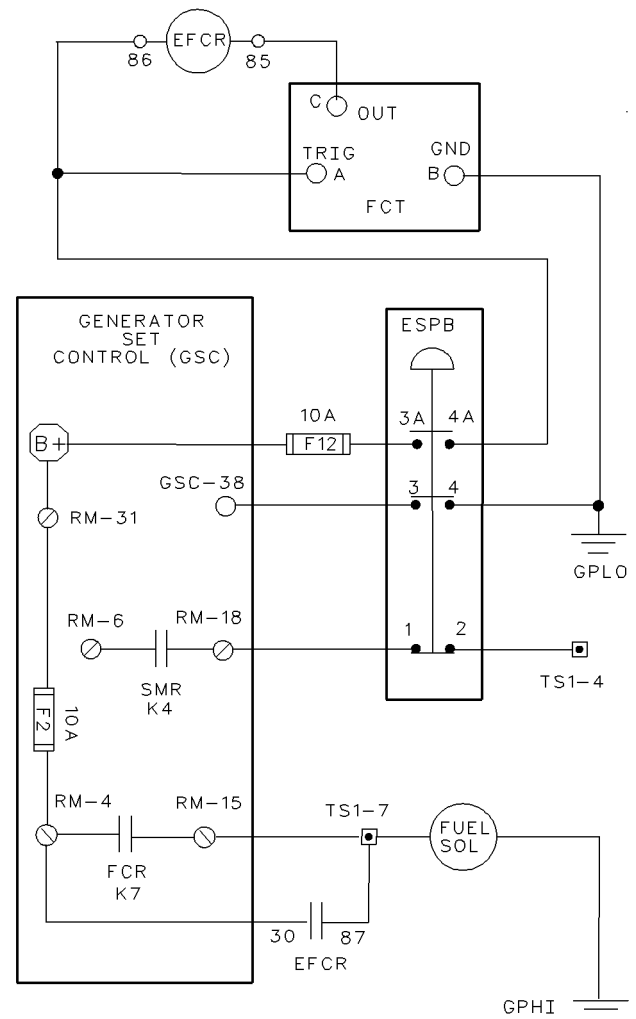 EFCR
86
85
C
OUT
TRIG
GND
A
B
FCT
GENERATOR
SET
CONTROL (GSC)
ESPB
10A
3A
4A
B+
F12
GSC-38
3
4
RM-31
GPLO
RM-6
RM-18
1
2
SMR
K4
TS1-4
F2
10A
RM-4
RM-15
TS1-7
FUEL
SOL
FCR
K7
30
87
EFCR
GPHI